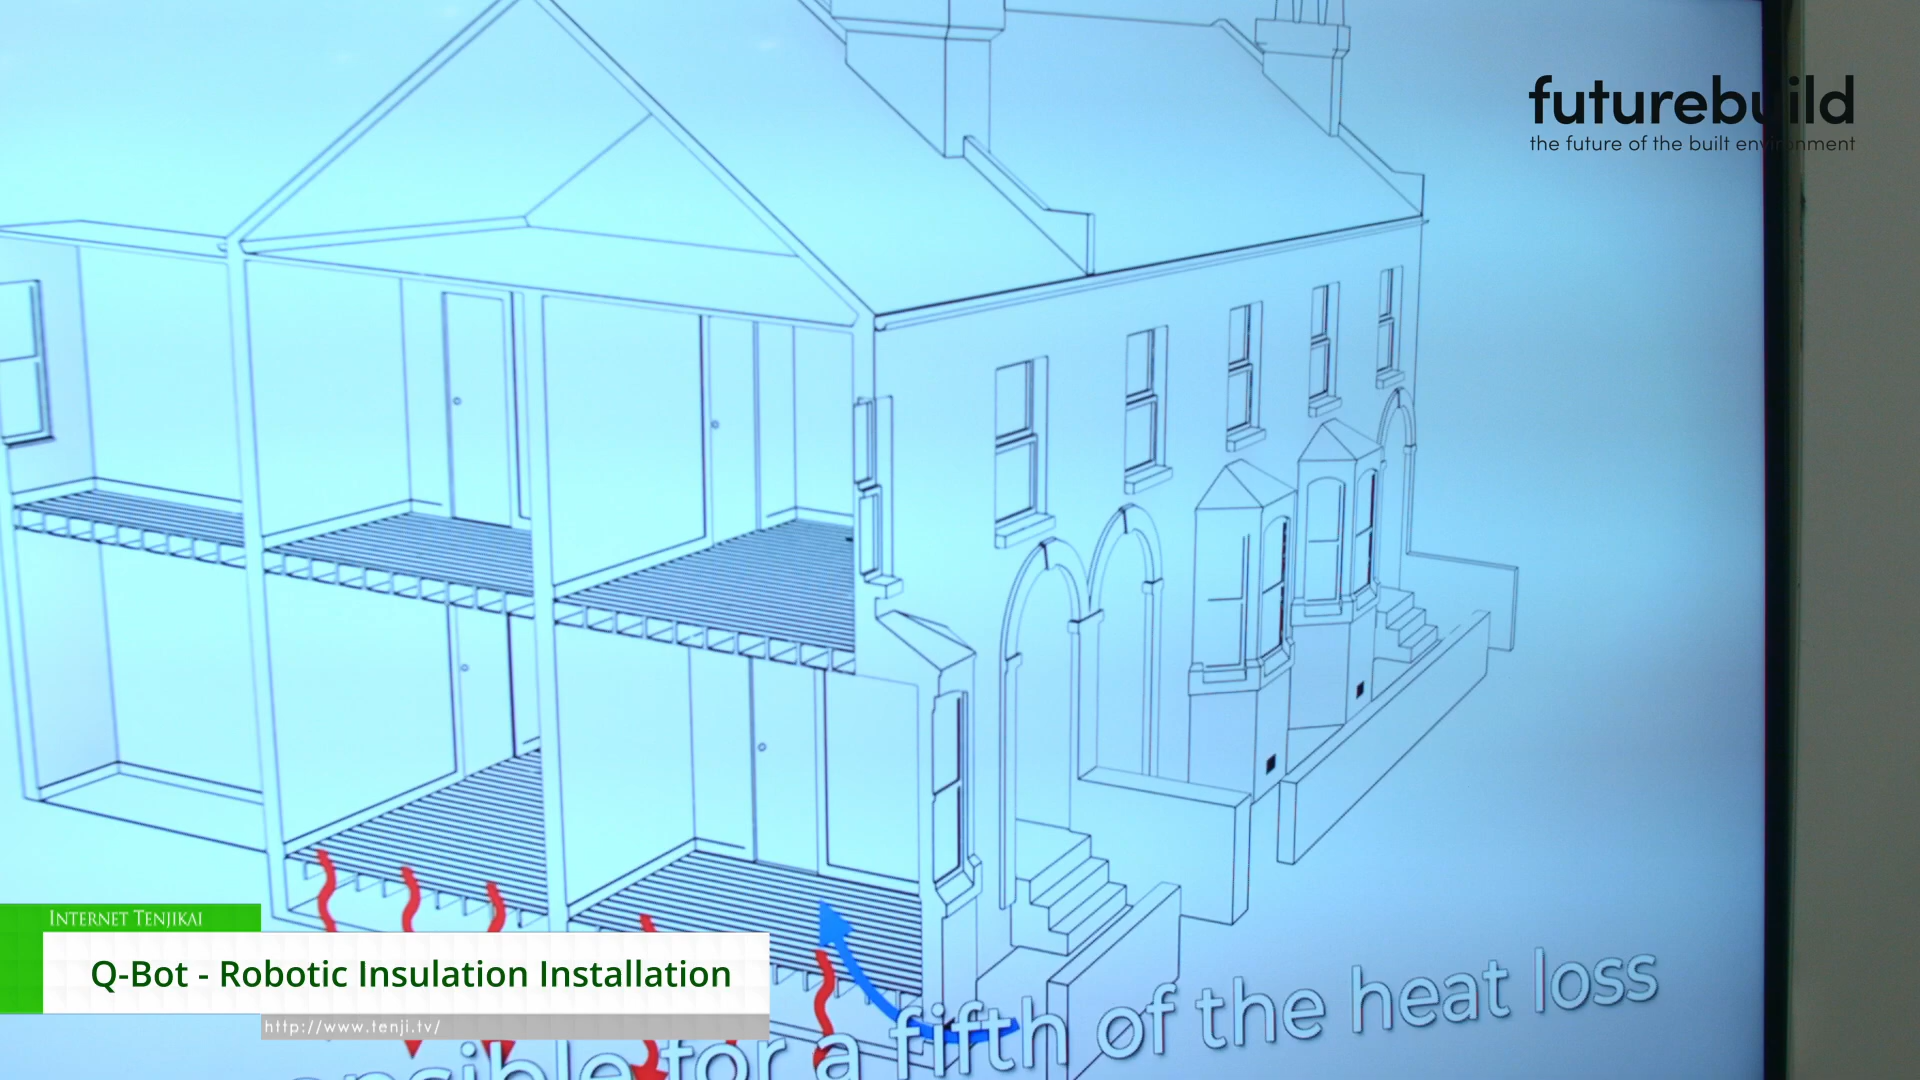 futurebuild
the future of the built environment
INTERNET TENJIKAI
Q-Bot - Robotic Insulation Installation
http://www.tenji.tv/
for a fifth of the heat loss